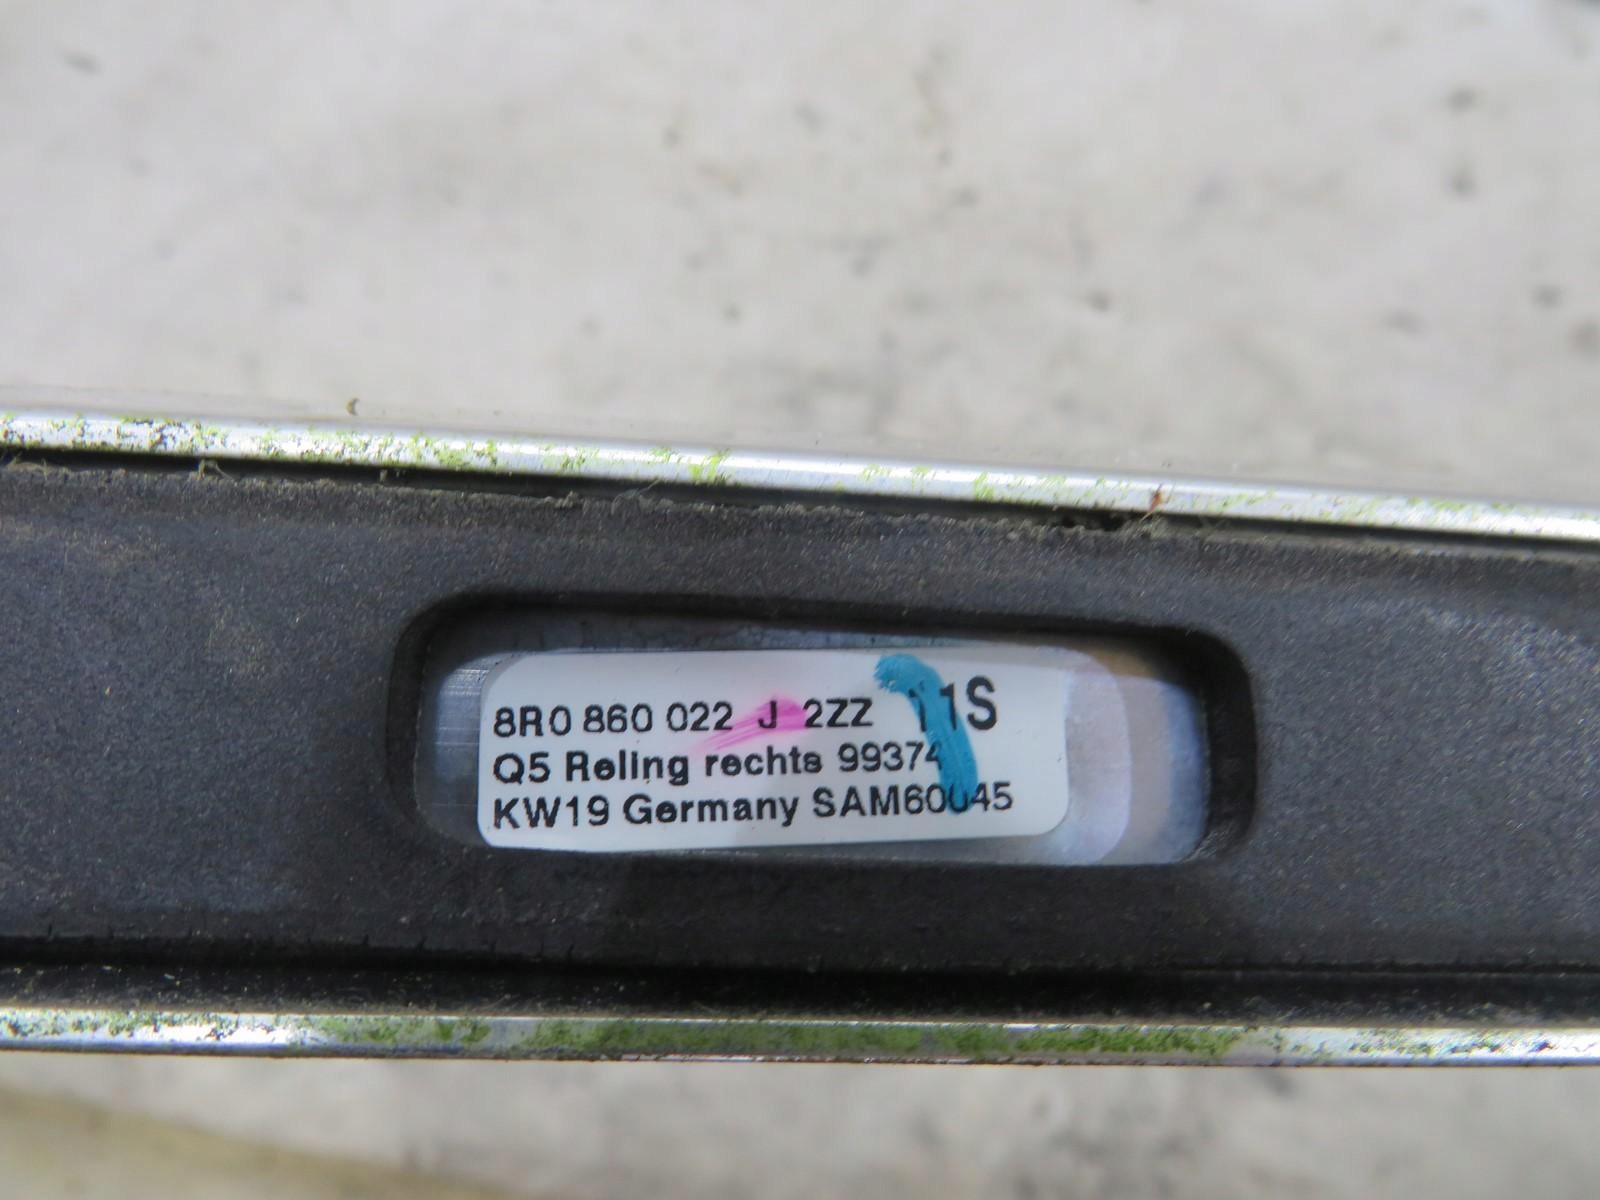 8R0 860 022 J 2ZZ 11S
Q5 Reling rechts 99374
KW19 Germany SAM60045